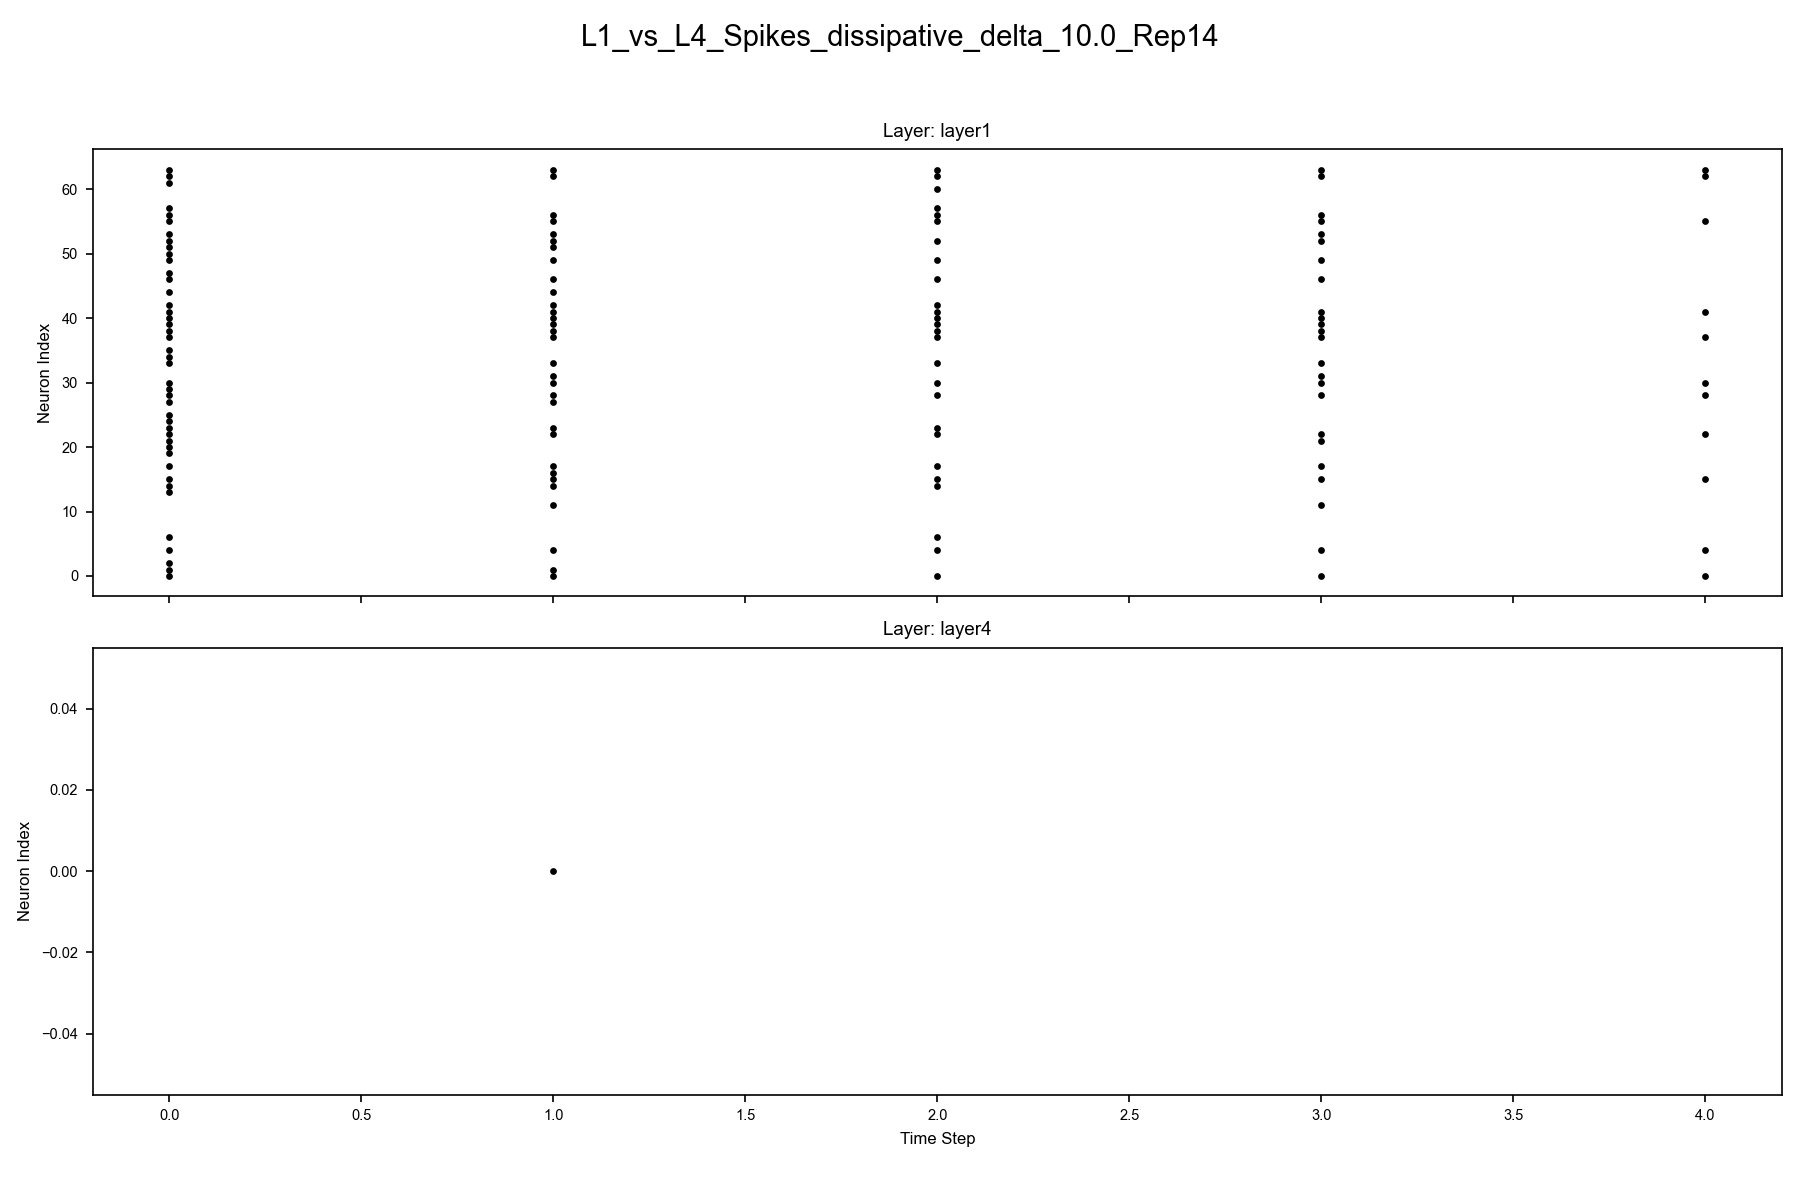 L1_vs_L4_Spikes_dissipative_delta_10.0_Rep14
Layer: layer1
Neuron Index
60
50
40
30
20
10
0
Layer: layer4
Neuron Index
0.04
0.02
0.00
−0.02
−0.04
0.0 0.5 1.0 1.5 2.0 2.5 3.0 3.5 4.0
Time Step